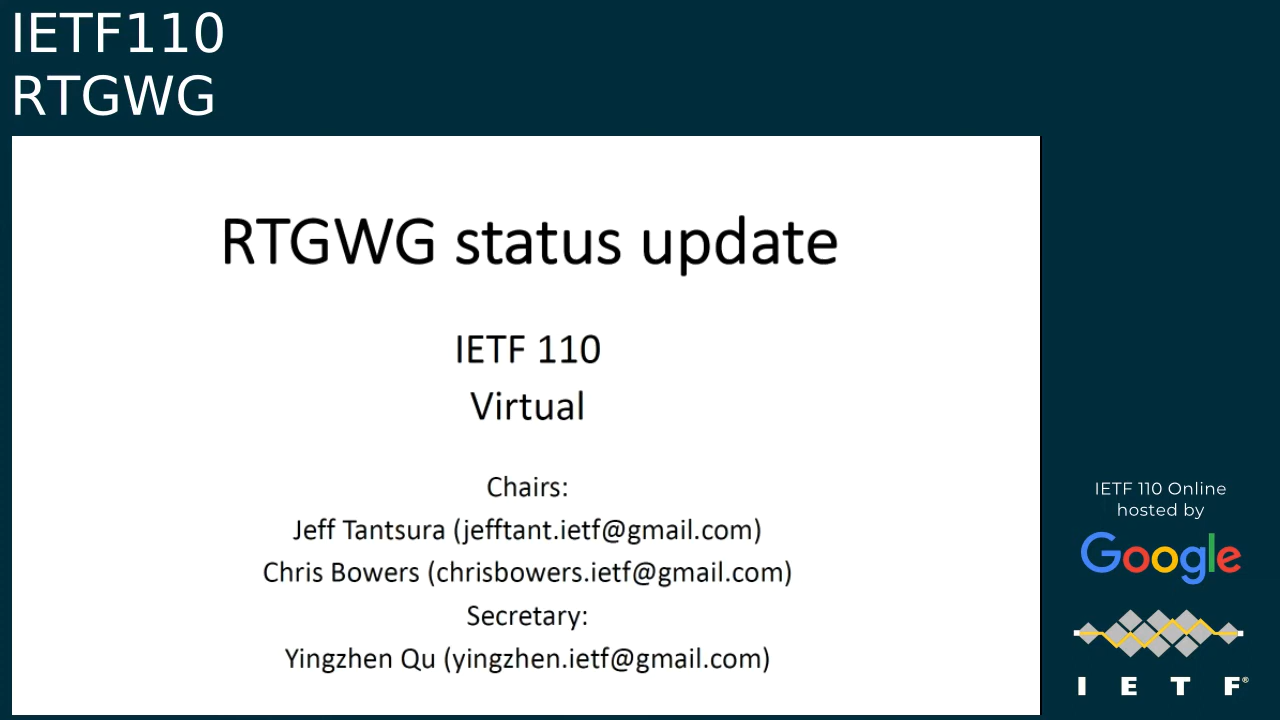 IETF110
RTGWG
RTGWG status update
IETF 110
Virtual
Chairs:
Jeff Tantsura (jefftant.ietf@gmail.com)
Chris Bowers (chrisbowers.ietf@gmail.com)
Secretary:
Yingzhen Qu (yingzhen.ietf@gmail.com)
IETF 110 Online
hosted by
Google
I E T F®